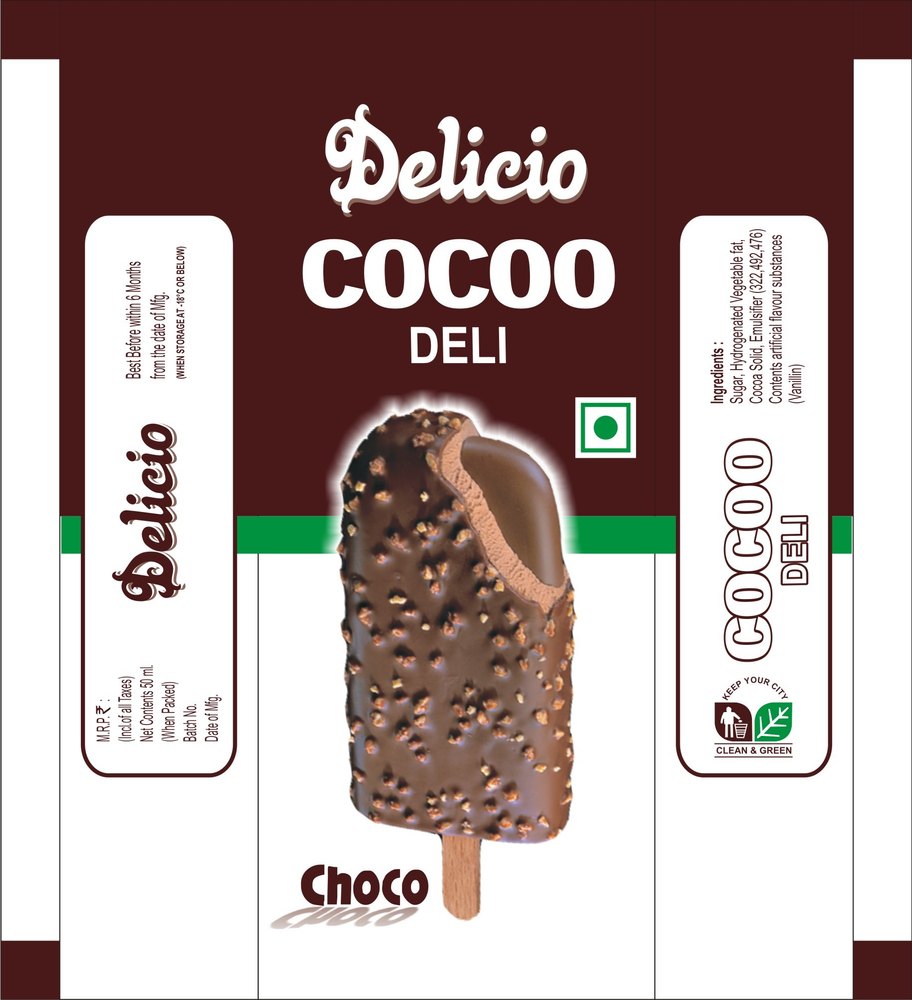 Delicio
COCOO
DELI
Choco
Best Before within 6 Months
from the date of Mfg.
(WHEN STORAGE AT -18°C OR BELOW)
Delicio
M.R.P. ₹ :
(Incl.of all Taxes)
Net Contents 50 ml.
(When Packed)
Batch No.
Date of Mfg.
Ingredients :
Sugar, Hydrogenated Vegetable fat,
Cocoa Solid, Emulsifier (322,492,476)
Contents artificial flavour substances
(Vanillin)
COCOO
DELI
KEEP YOUR CITY
CLEAN & GREEN